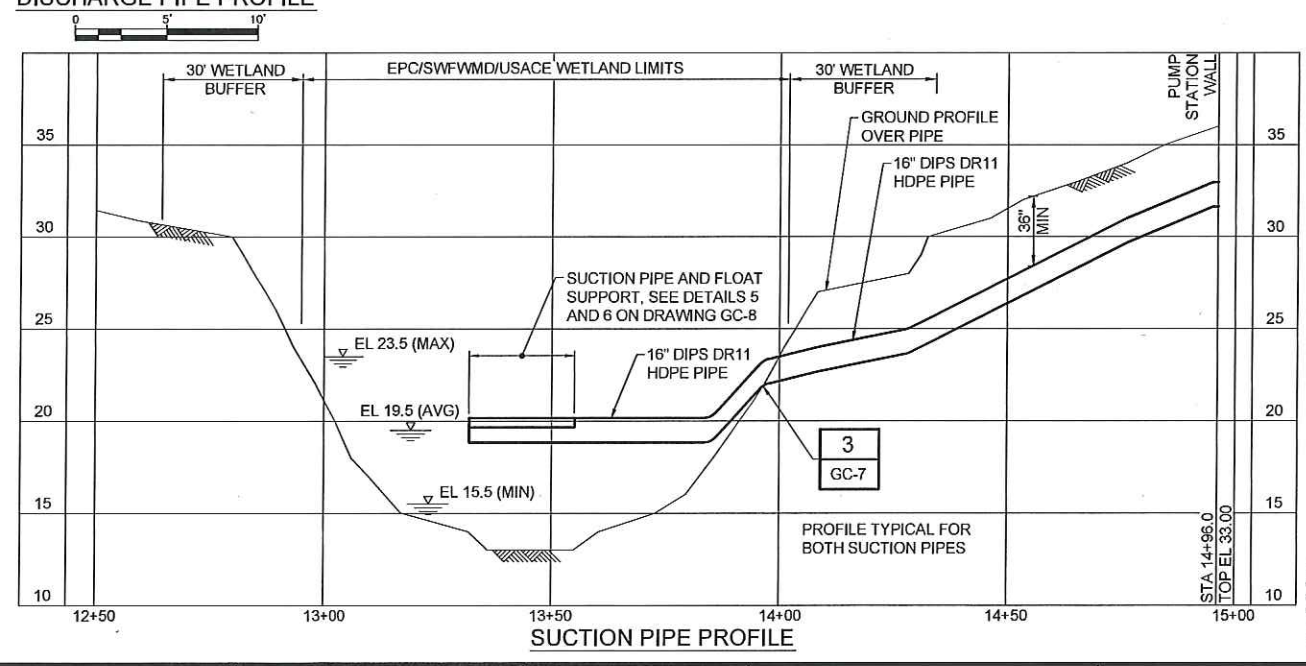 DISCHARGE PIPE PROFILE
0 5' 10'
30' WETLAND
BUFFER
EPC/SWFWMD/USACE WETLAND LIMITS
30' WETLAND
BUFFER
PUMP
STATION
WALL
GROUND PROFILE
OVER PIPE
16" DIPS DR11
HDPE PIPE
35
35
36"
MIN
30
30
SUCTION PIPE AND FLOAT
SUPPORT, SEE DETAILS 5
AND 6 ON DRAWING GC-8
25
25
EL 23.5 (MAX)
16" DIPS DR11
HDPE PIPE
EL 19.5 (AVG)
20
20
3
GC-7
EL 15.5 (MIN)
15
15
PROFILE TYPICAL FOR
BOTH SUCTION PIPES
STA 14+96.0
TOP EL 33.00
10
10
12+50
13+00
13+50
14+00
14+50
15+00
SUCTION PIPE PROFILE